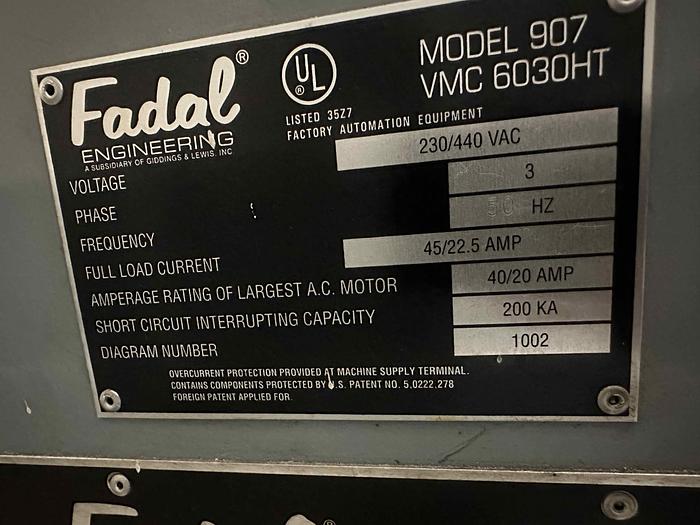 Fadal®
ENGINEERING
A SUBSIDIARY OF GIDDINGS & LEWIS, INC.
UL
®
LISTED 35Z7
FACTORY AUTOMATION EQUIPMENT
MODEL 907
VMC 6030HT
VOLTAGE 230/440 VAC
PHASE 3
FREQUENCY HZ
FULL LOAD CURRENT 45/22.5 AMP
AMPERAGE RATING OF LARGEST A.C. MOTOR 40/20 AMP
SHORT CIRCUIT INTERRUPTING CAPACITY 200 KA
DIAGRAM NUMBER 1002
OVERCURRENT PROTECTION PROVIDED AT MACHINE SUPPLY TERMINAL.
CONTAINS COMPONENTS PROTECTED BY U.S. PATENT NO. 5.0222.278
FOREIGN PATENT APPLIED FOR.